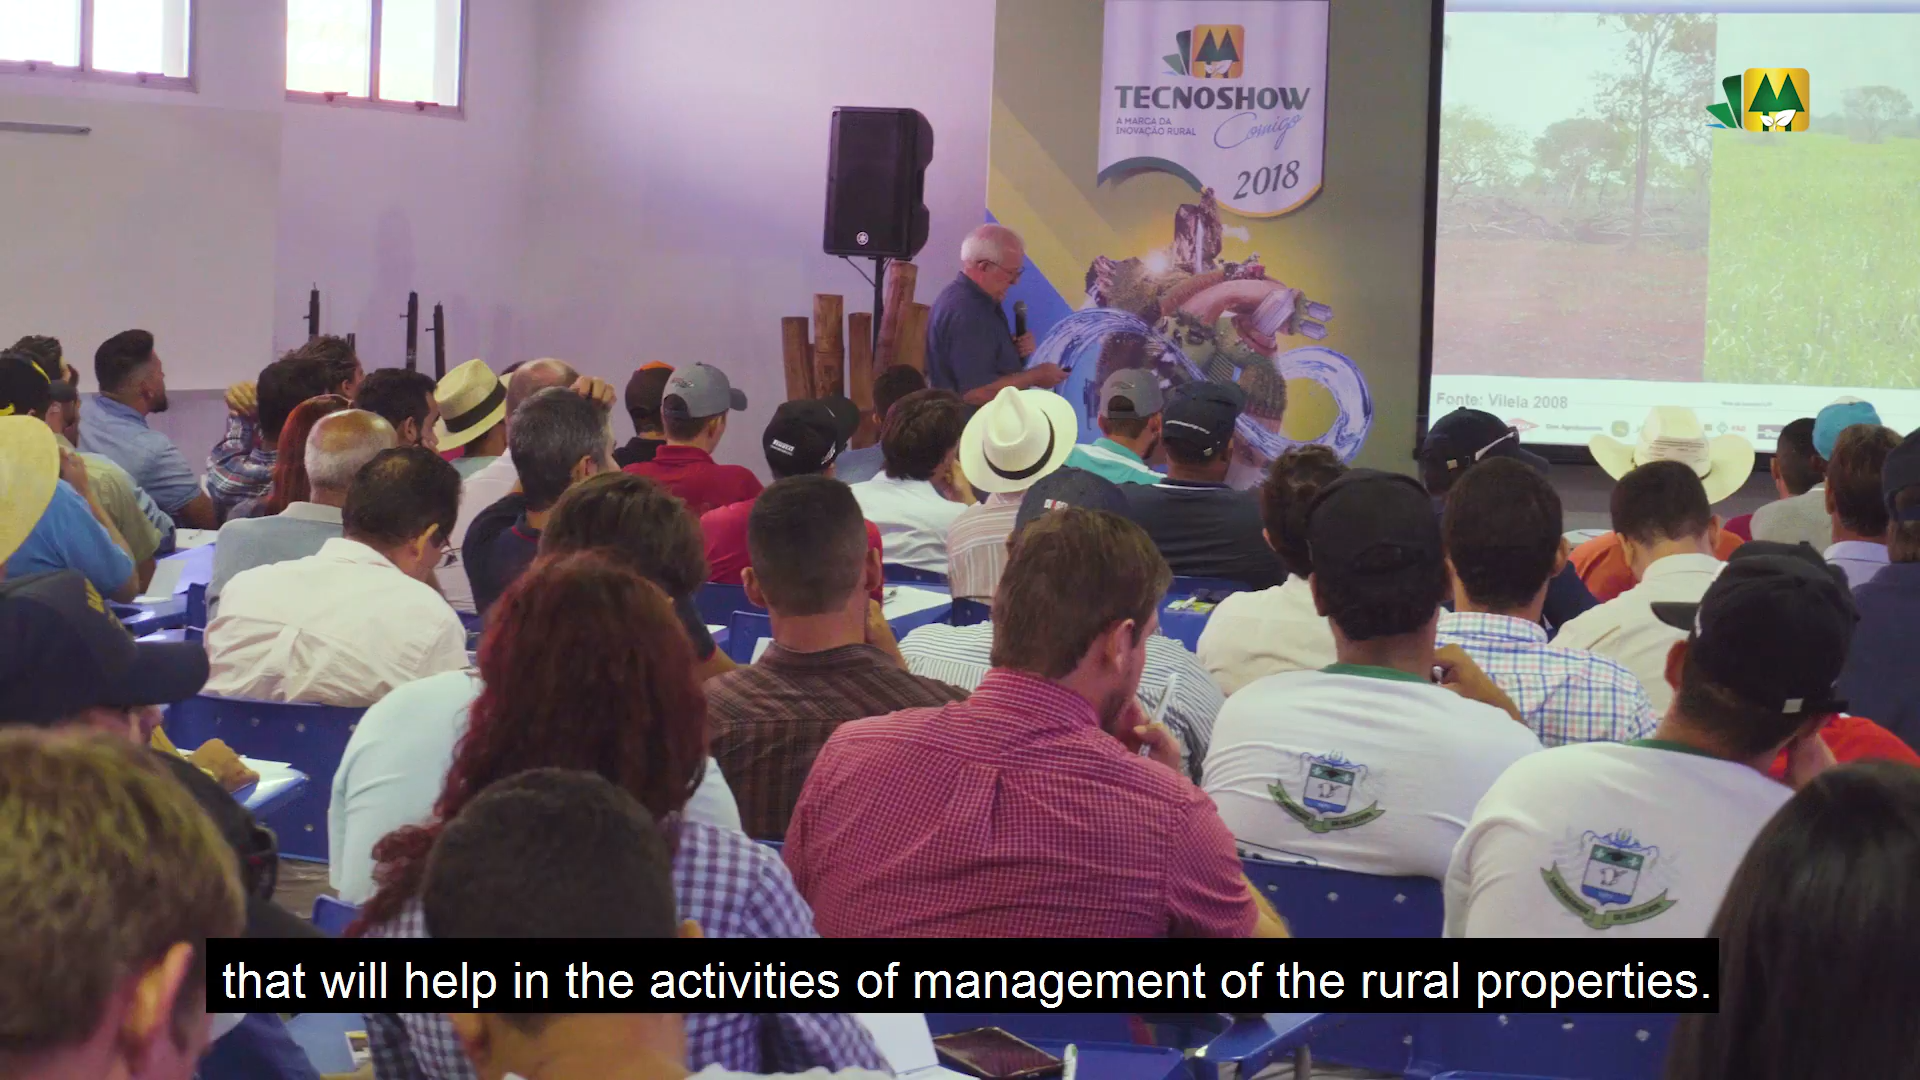 TECNOSHOW
A MARCA DA
INOVAÇÃO RURAL
Comigo
2018
Fonte: Vilela 2008
that will help in the activities of management of the rural properties.